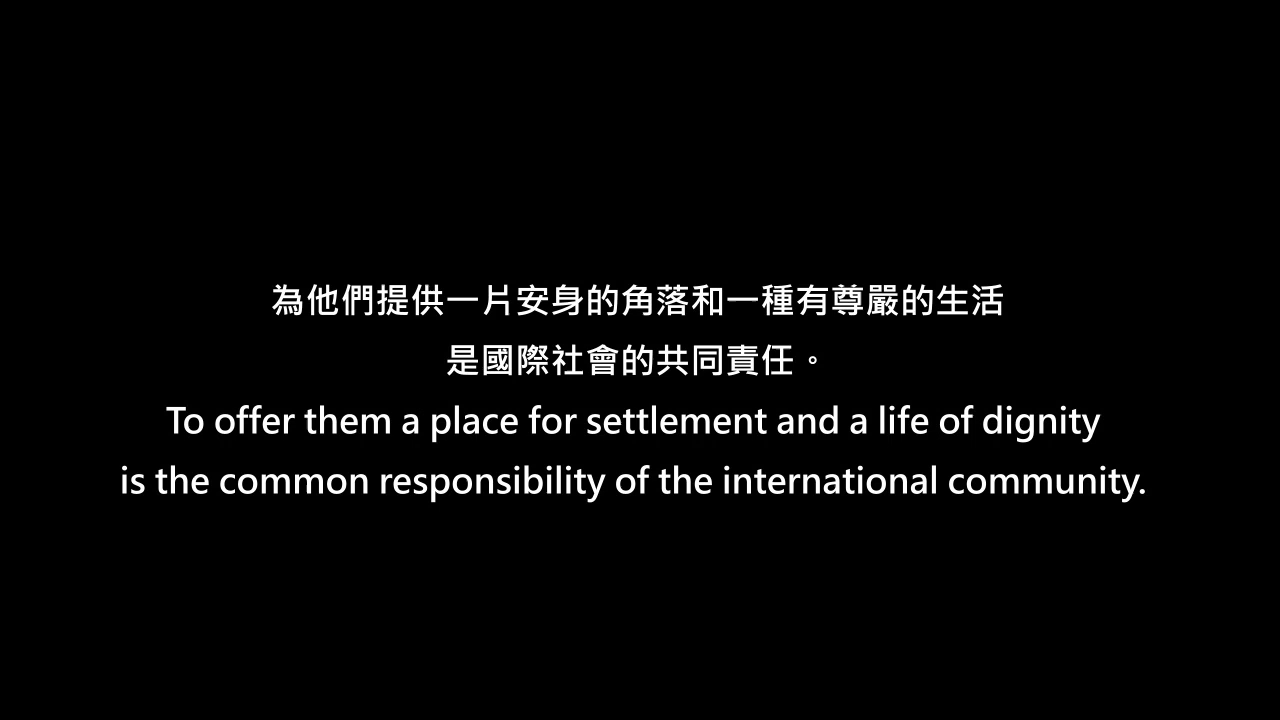 為他們提供一片安身的角落和一種有尊嚴的生活
是國際社會的共同責任。
To offer them a place for settlement and a life of dignity
is the common responsibility of the international community.